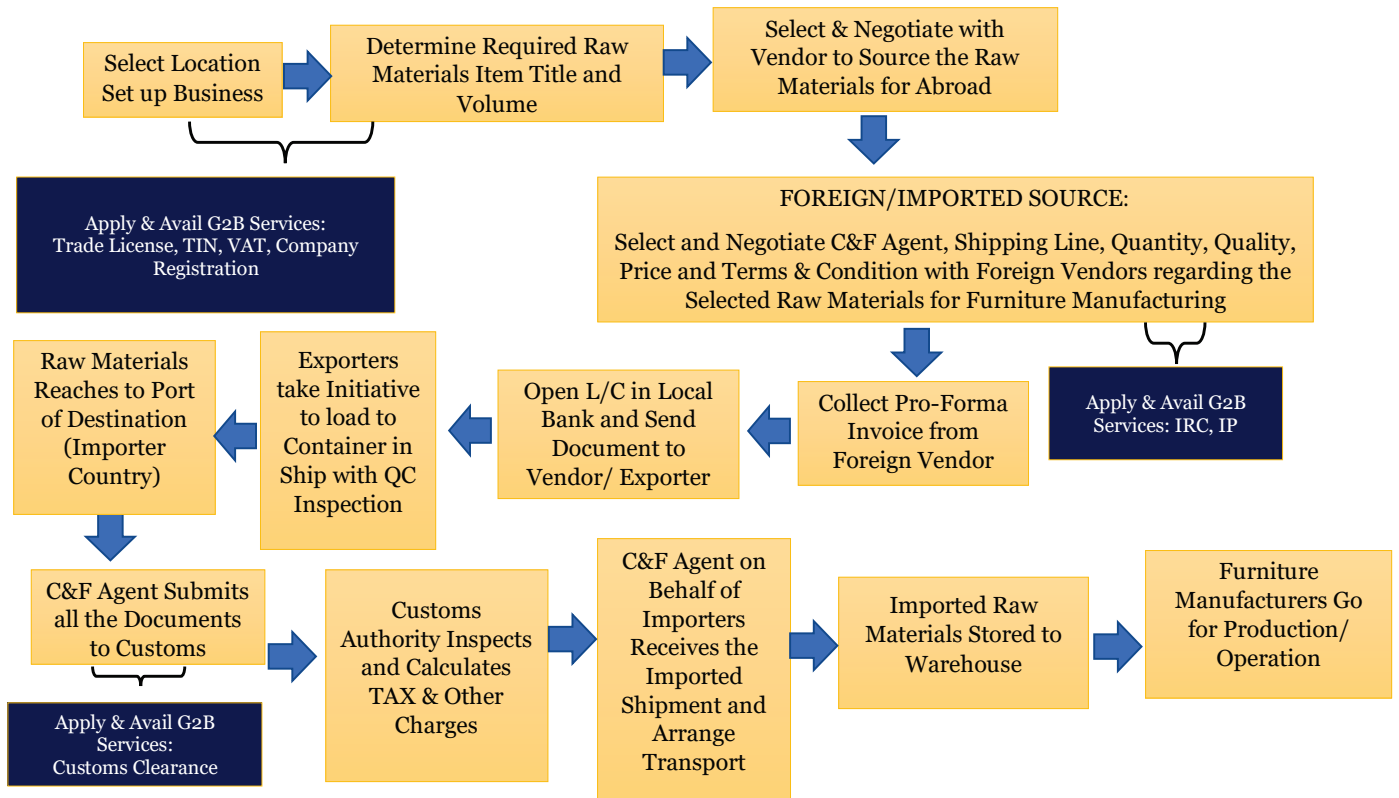 Select Location
Set up Business
Determine Required Raw
Materials Item Title and
Volume
Select & Negotiate with
Vendor to Source the Raw
Materials for Abroad
Apply & Avail G2B Services:
Trade License, TIN, VAT, Company
Registration
FOREIGN/IMPORTED SOURCE:
Select and Negotiate C&F Agent, Shipping Line, Quantity, Quality,
Price and Terms & Condition with Foreign Vendors regarding the
Selected Raw Materials for Furniture Manufacturing
Apply & Avail G2B
Services: IRC, IP
Collect Pro-Forma
Invoice from
Foreign Vendor
Open L/C in Local
Bank and Send
Document to
Vendor/ Exporter
Exporters
take Initiative
to load to
Container in
Ship with QC
Inspection
Raw Materials
Reaches to Port
of Destination
(Importer
Country)
C&F Agent Submits
all the Documents
to Customs
Apply & Avail G2B
Services:
Customs Clearance
Customs
Authority Inspects
and Calculates
TAX & Other
Charges
C&F Agent on
Behalf of
Importers
Receives the
Imported
Shipment and
Arrange
Transport
Imported Raw
Materials Stored to
Warehouse
Furniture
Manufacturers Go
for Production/
Operation